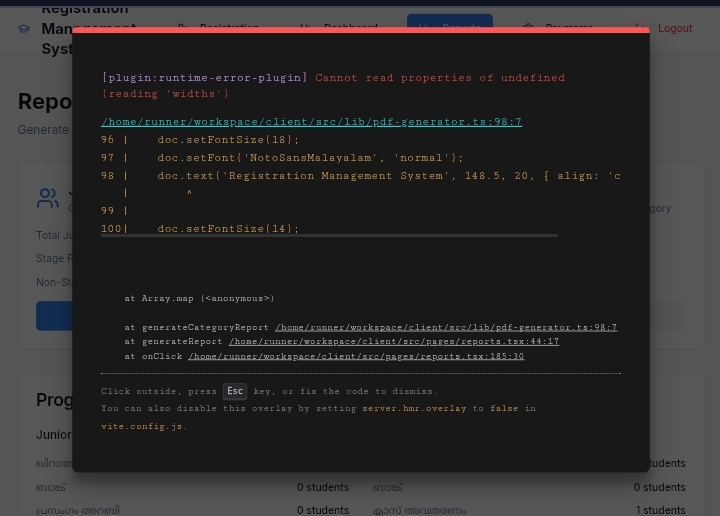 Registration
Management
Syst
Registration
Dashboard
Reports
Programs
Logout
Repo
Generate
[plugin:runtime-error-plugin] Cannot read properties of undefined
(reading 'widths')
/home/runner/workspace/client/src/lib/pdf-generator.ts:98:7
96 |    doc.setFontSize(18);
97 |    doc.setFont('NotoSansMalayalam', 'normal');
98 |    doc.text('Registration Management System', 148.5, 20, { align: 'c
|        ^
99 |
100|    doc.setFontSize(14);
at Array.map (<anonymous>)
at generateCategoryReport /home/runner/workspace/client/src/lib/pdf-generator.ts:98:7
at generateReport /home/runner/workspace/client/src/pages/reports.tsx:44:17
at onClick /home/runner/workspace/client/src/pages/reports.tsx:185:30
Click outside, press Esc key, or fix the code to dismiss.
You can also disable this overlay by setting server.hmr.overlay to false in
vite.config.js.
gory
Total Ju
Stage P
Non-St
Prog
Junior
 udents
ബാങ്ക് 0 students ബാങ്ക് 0 students
പ്രസംഗം അറബി 0 students ക്ലാസ് അവതരണം 1 students